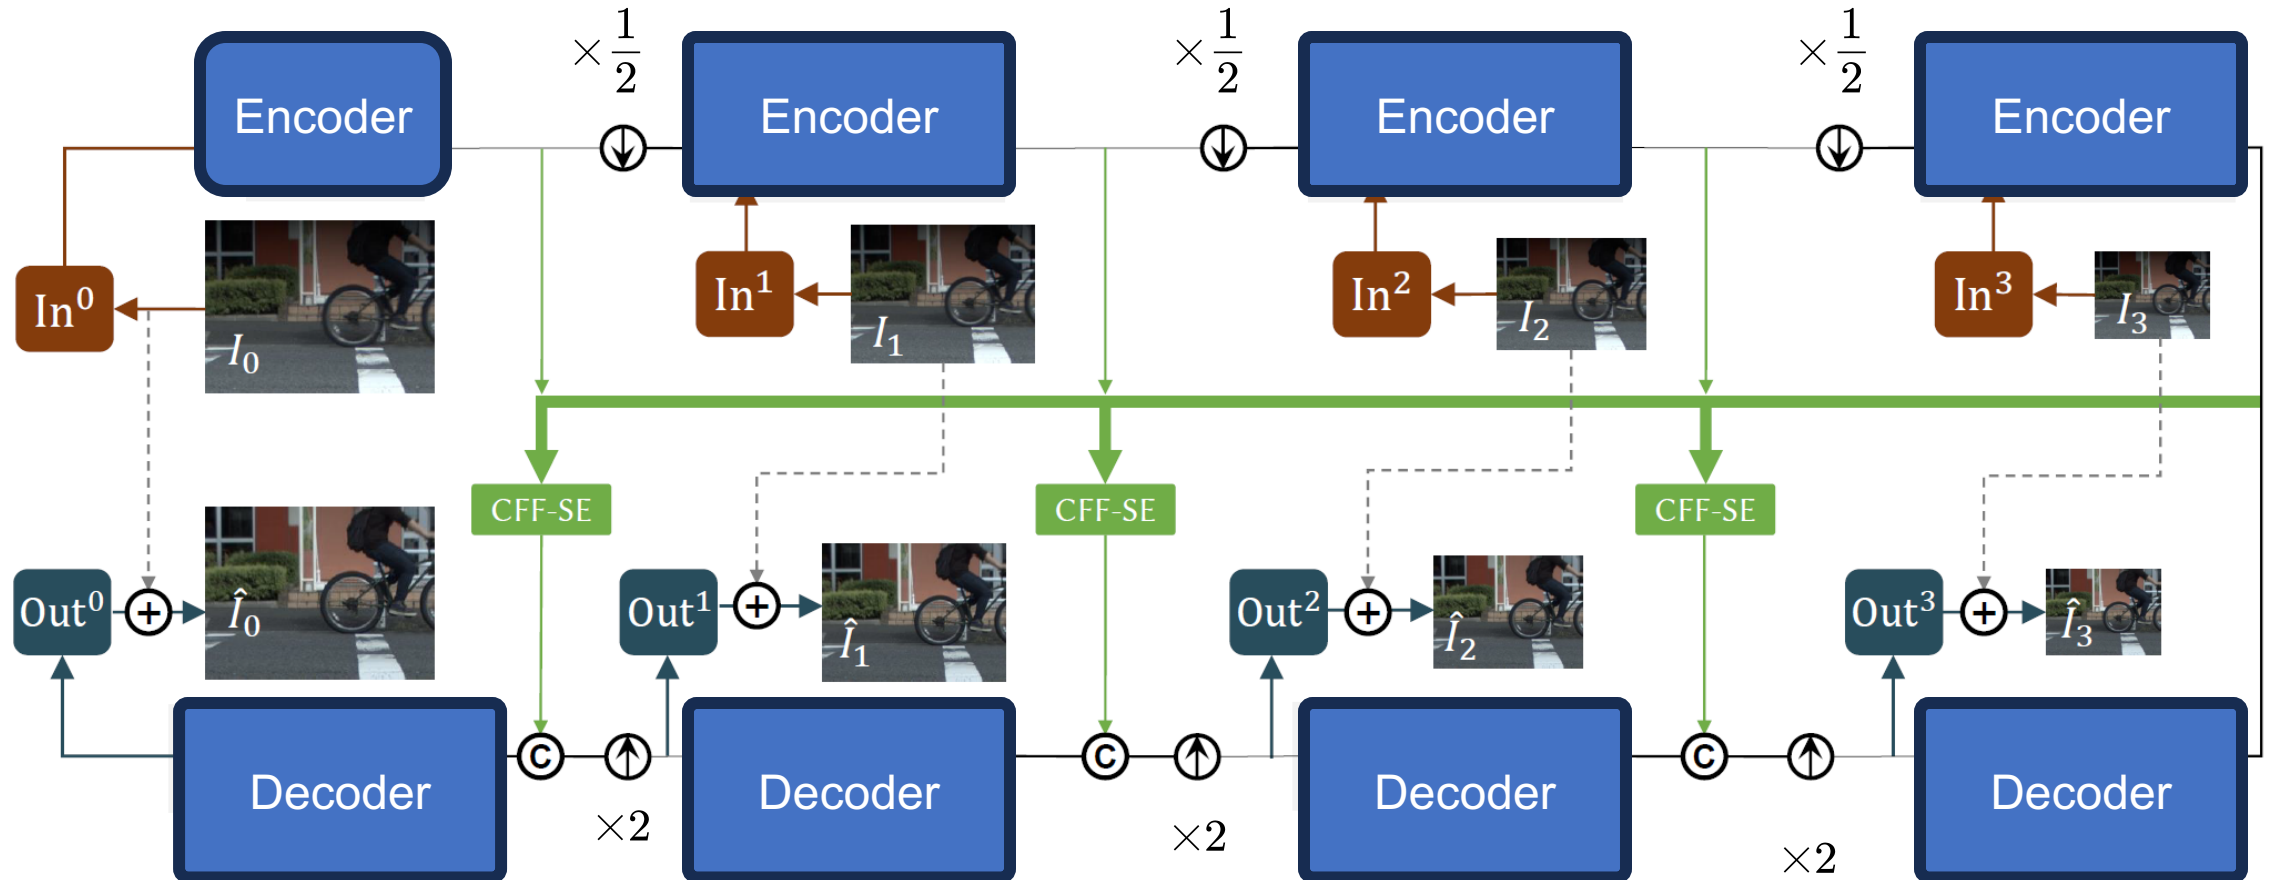 × 1/2 × 1/2 × 1/2
Encoder Encoder Encoder Encoder
In⁰ I₀ In¹ I₁ In² I₂ In³ I₃
CFF-SE CFF-SE CFF-SE
Out⁰ + Î₀ Out¹ + Î₁ Out² + Î₂ Out³ + Î₃
C C C
Decoder Decoder Decoder Decoder
×2 ×2 ×2